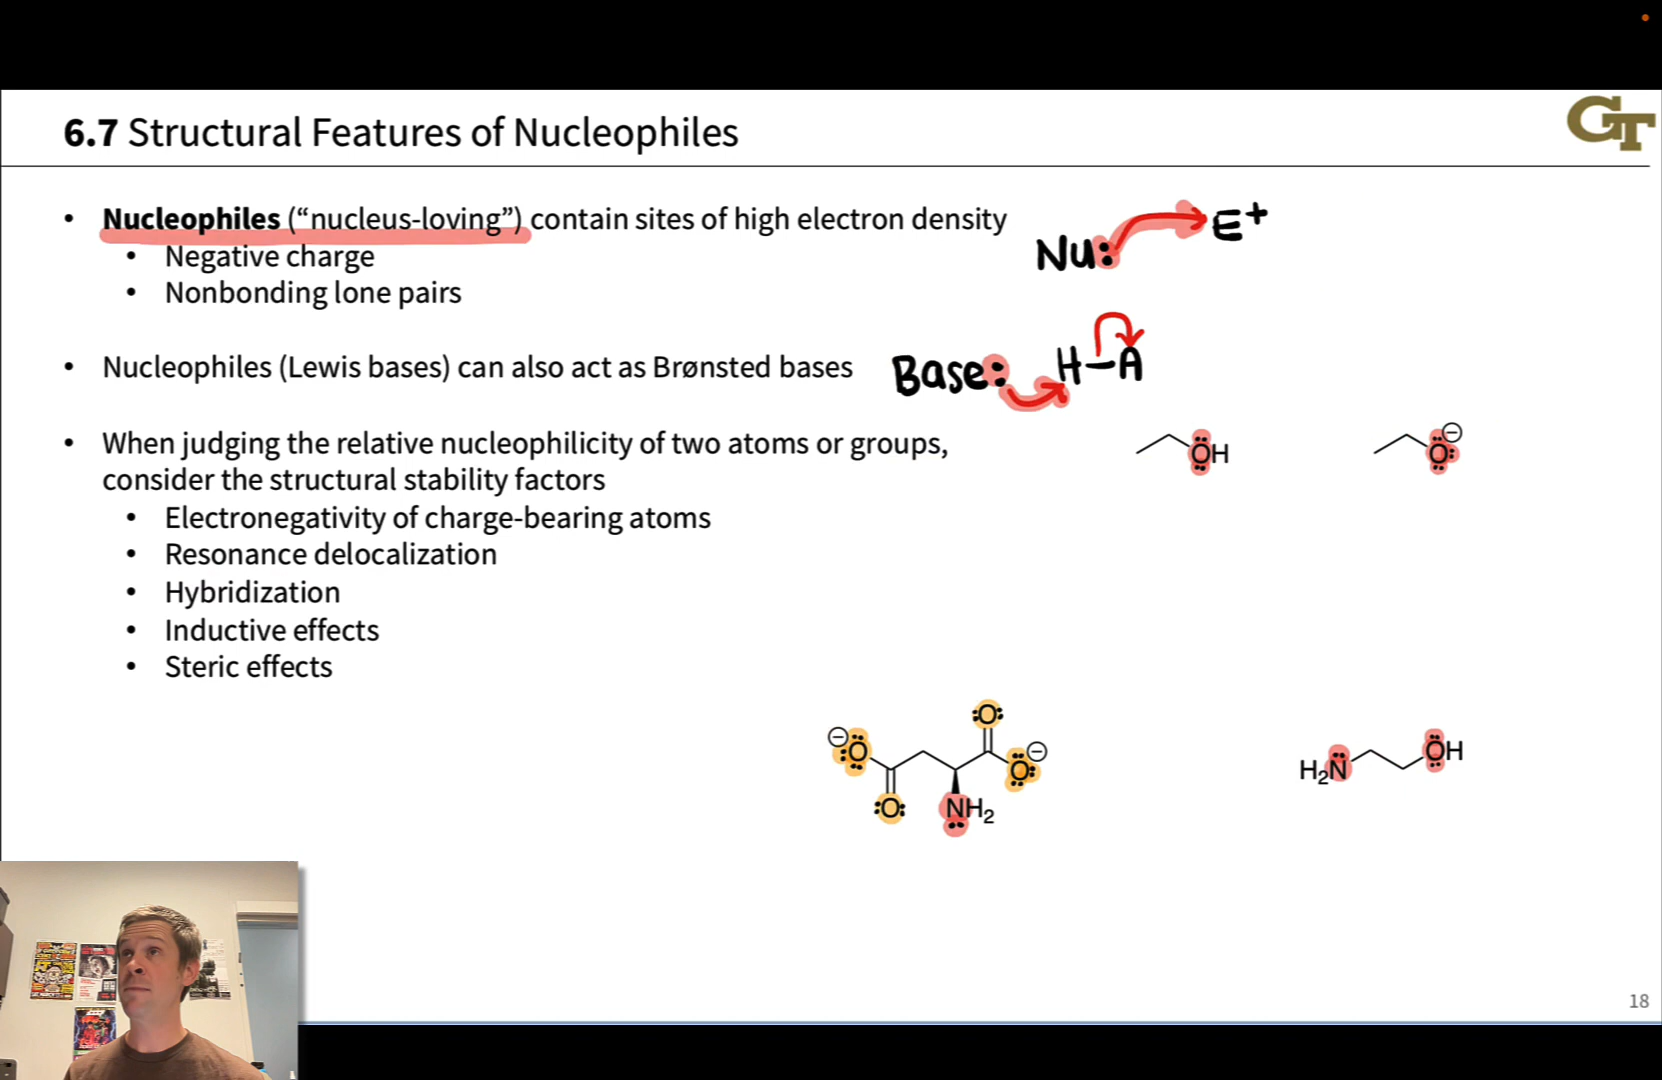 6.7 Structural Features of Nucleophiles
GT
• Nucleophiles (“nucleus-loving”) contain sites of high electron density
• Negative charge
• Nonbonding lone pairs
Nu: E+
• Nucleophiles (Lewis bases) can also act as Brønsted bases
Base: H–A
• When judging the relative nucleophilicity of two atoms or groups,
consider the structural stability factors
• Electronegativity of charge-bearing atoms
• Resonance delocalization
• Hybridization
• Inductive effects
• Steric effects
OH
O⊖
⊖ O
O
O
O ⊖
NH2
H2N
OH
18